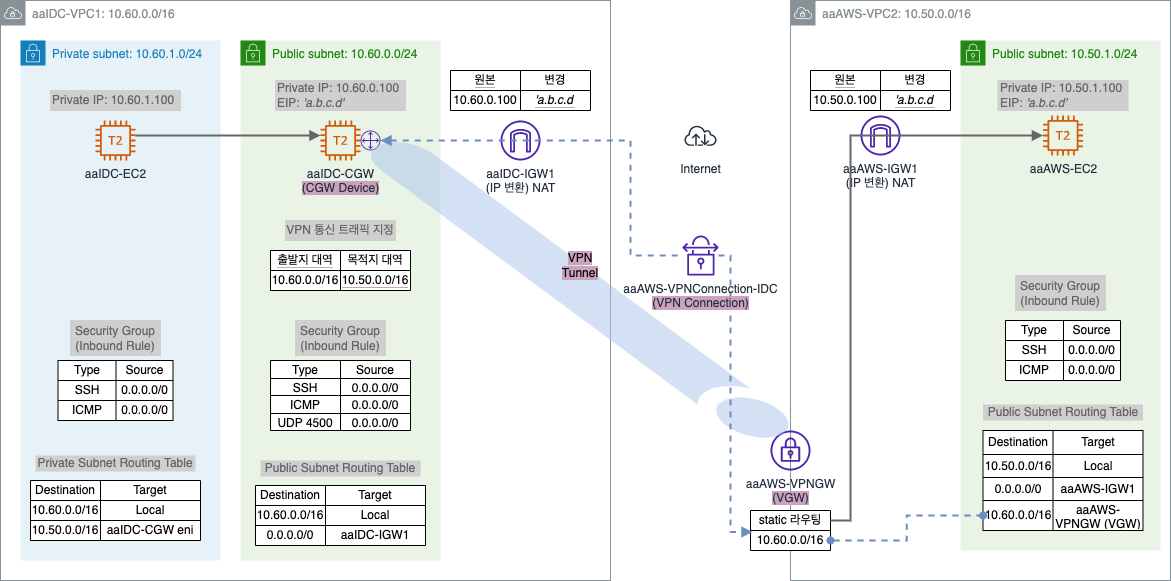 aaIDC-VPC1: 10.60.0.0/16
Private subnet: 10.60.1.0/24
Private IP: 10.60.1.100
T2
aaIDC-EC2
Security Group
(Inbound Rule)
Type Source
SSH 0.0.0.0/0
ICMP 0.0.0.0/0
Private Subnet Routing Table
Destination Target
10.60.0.0/16 Local
10.50.0.0/16 aaIDC-CGW eni
Public subnet: 10.60.0.0/24
Private IP: 10.60.0.100
EIP: 'a.b.c.d'
T2
aaIDC-CGW
(CGW Device)
VPN 통신 트래픽 지정
출발지 대역 목적지 대역
10.60.0.0/16 10.50.0.0/16
Security Group
(Inbound Rule)
Type Source
SSH 0.0.0.0/0
ICMP 0.0.0.0/0
UDP 4500 0.0.0.0/0
Public Subnet Routing Table
Destination Target
10.60.0.0/16 Local
0.0.0.0/0 aaIDC-IGW1
원본 변경
10.60.0.100 'a.b.c.d
aaIDC-IGW1
(IP 변환) NAT
VPN
Tunnel
Internet
aaAWS-VPNConnection-IDC
(VPN Connection)
aaAWS-VPC2: 10.50.0.0/16
원본 변경
10.50.0.100 'a.b.c.d
aaAWS-IGW1
(IP 변환) NAT
aaAWS-VPNGW
(VGW)
static 라우팅
10.60.0.0/16
Public subnet: 10.50.1.0/24
Private IP: 10.50.1.100
EIP: 'a.b.c.d'
T2
aaAWS-EC2
Security Group
(Inbound Rule)
Type Source
SSH 0.0.0.0/0
ICMP 0.0.0.0/0
Public Subnet Routing Table
Destination Target
10.50.0.0/16 Local
0.0.0.0/0 aaAWS-IGW1
10.60.0.0/16 aaAWS-
VPNGW (VGW)